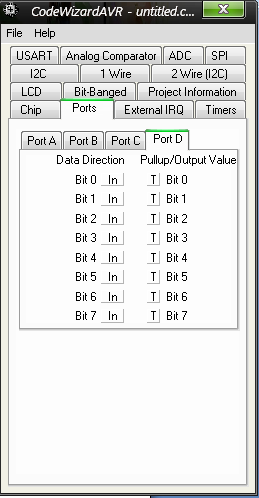 CodeWizardAVR - untitled.c...
File Help
USART Analog Comparator ADC SPI
I2C 1 Wire 2 Wire (I2C)
LCD Bit-Banged Project Information
Chip Ports External IRQ Timers
Port A Port B Port C Port D
Data Direction Pullup/Output Value
Bit 0 In T Bit 0
Bit 1 In T Bit 1
Bit 2 In T Bit 2
Bit 3 In T Bit 3
Bit 4 In T Bit 4
Bit 5 In T Bit 5
Bit 6 In T Bit 6
Bit 7 In T Bit 7